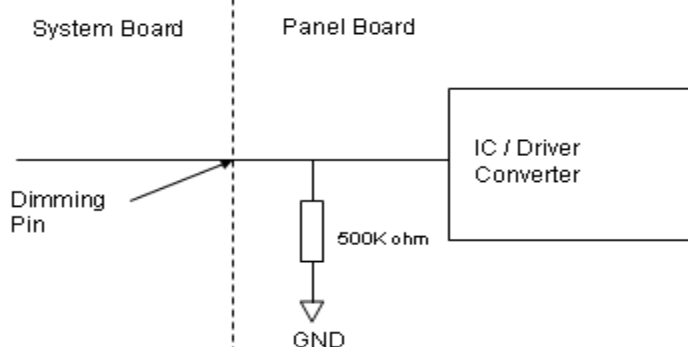 System Board
Panel Board
IC / Driver
Converter
Dimming
Pin
500K ohm
GND